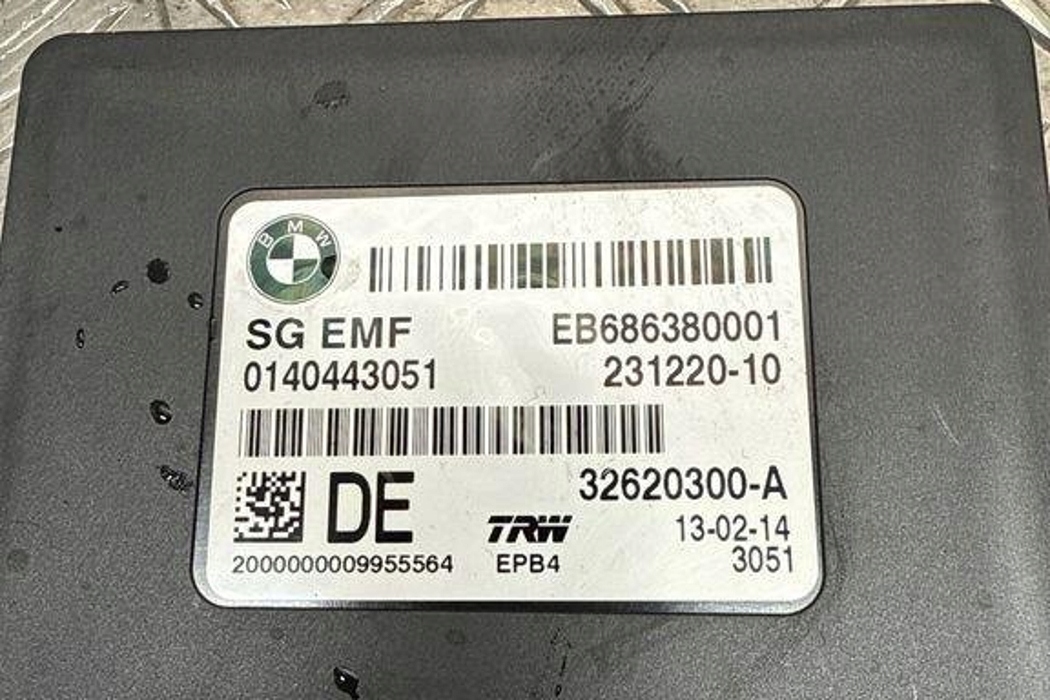 BMW
SG EMF
EB686380001
0140443051
231220-10
DE
32620300-A
TRW
13-02-14
2000000009955564
EPB4
3051